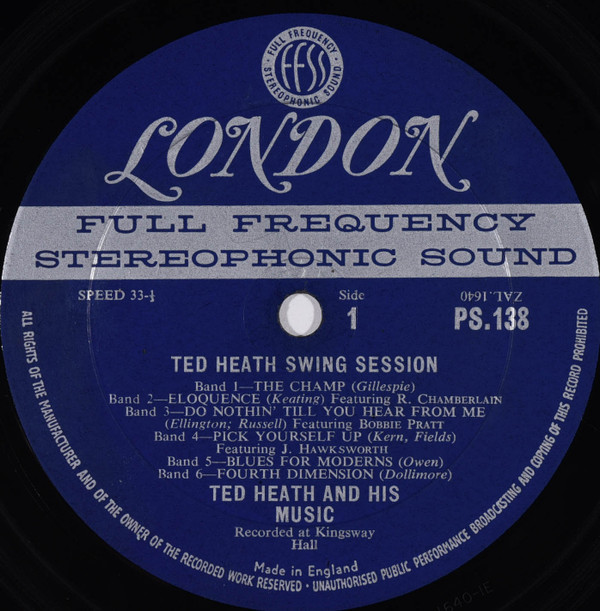 FULL FREQUENCY
FFSS
STEREOPHONIC SOUND
LONDON
FULL FREQUENCY
STEREOPHONIC SOUND
SPEED 33-⅓
Side
1
ZAL.1640
PS.138
TED HEATH SWING SESSION
Band 1—THE CHAMP (Gillespie)
Band 2—ELOQUENCE (Keating) Featuring R. CHAMBERLAIN
Band 3—DO NOTHIN' TILL YOU HEAR FROM ME
(Ellington; Russell) Featuring BOBBIE PRATT
Band 4—PICK YOURSELF UP (Kern, Fields)
Featuring J. HAWKSWORTH
Band 5—BLUES FOR MODERNS (Owen)
Band 6—FOURTH DIMENSION (Dollimore)
TED HEATH AND HIS
MUSIC
Recorded at Kingsway
Hall
Made in England
ALL RIGHTS OF THE MANUFACTURER AND OF THE OWNER OF THE RECORDED WORK RESERVED · UNAUTHORISED PUBLIC PERFORMANCE BROADCASTING AND COPYING OF THIS RECORD PROHIBITED